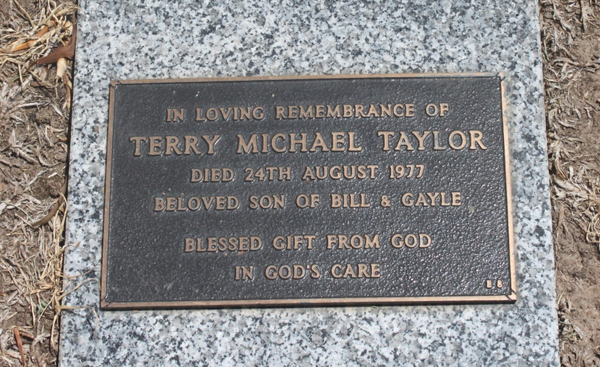 IN LOVING REMEMBRANCE OF
TERRY MICHAEL TAYLOR
DIED 24TH AUGUST 1977
BELOVED SON OF BILL & GAYLE
BLESSED GIFT FROM GOD
IN GOD'S CARE